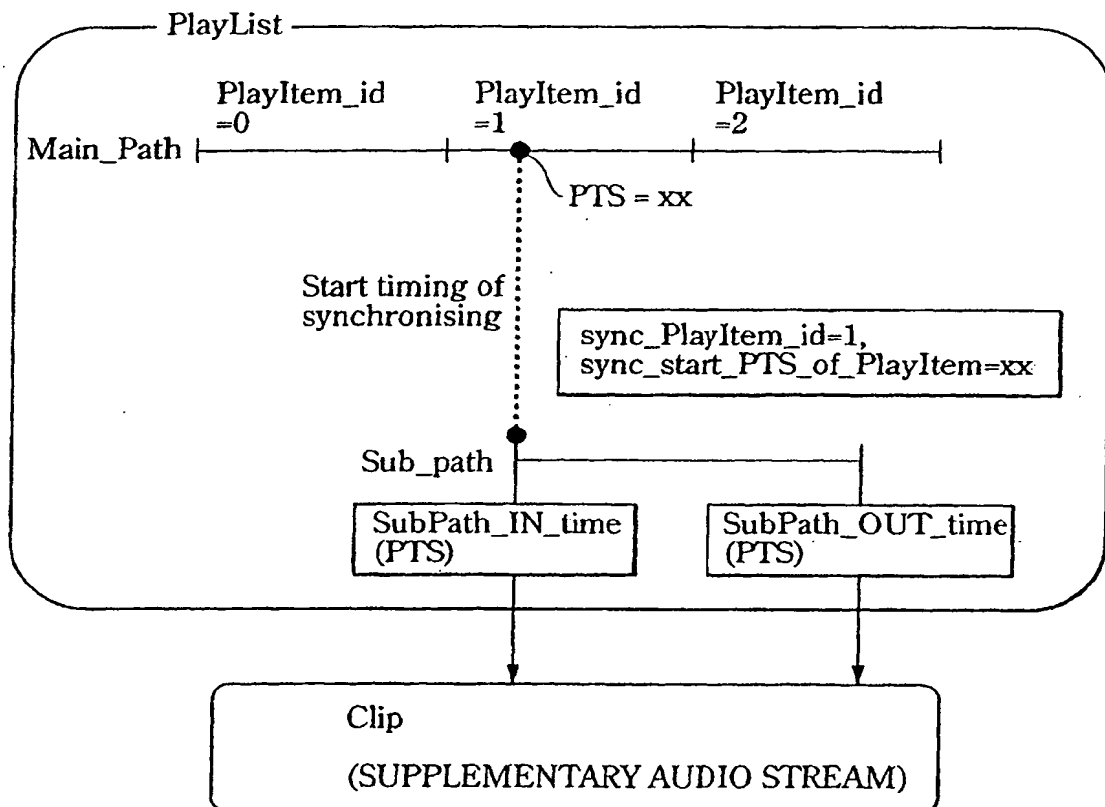 PlayList
PlayItem_id
=0
PlayItem_id
=1
PlayItem_id
=2
Main_Path
PTS = xx
Start timing of
synchronising
sync_PlayItem_id=1,
sync_start_PTS_of_PlayItem=xx
Sub_path
SubPath_IN_time
(PTS)
SubPath_OUT_time
(PTS)
Clip
(SUPPLEMENTARY AUDIO STREAM)